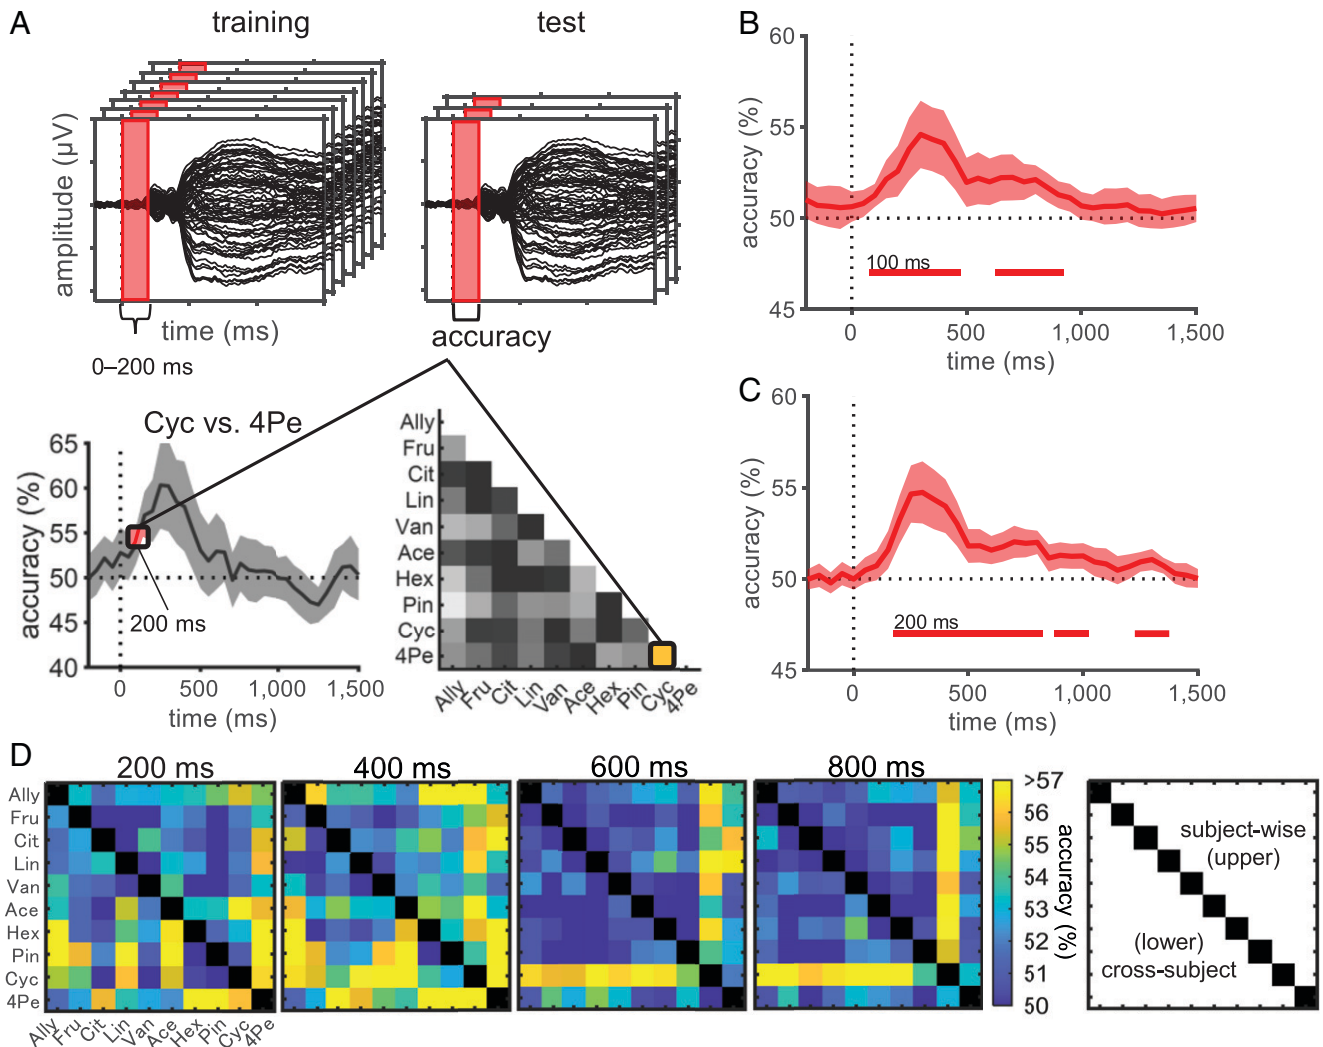 A
training
test
amplitude (µV)
time (ms)
accuracy
0–200 ms
Cyc vs. 4Pe
accuracy (%)
65
60
55
50
45
40
200 ms
0
500
1,000
1,500
time (ms)
Ally
Fru
Cit
Lin
Van
Ace
Hex
Pin
Cyc
4Pe
Ally
Fru
Cit
Lin
Van
Ace
Hex
Pin
Cyc
4Pe
B
accuracy (%)
60
55
50
45
100 ms
0
500
1,000
1,500
time (ms)
C
accuracy (%)
60
55
50
45
200 ms
0
500
1,000
1,500
time (ms)
D
200 ms
400 ms
600 ms
800 ms
Ally
Fru
Cit
Lin
Van
Ace
Hex
Pin
Cyc
4Pe
Ally
Fru
Cit
Lin
Van
Ace
Hex
Pin
Cyc
4Pe
>57
56
55
54
53
52
51
50
accuracy (%)
subject-wise
(upper)
(lower)
cross-subject